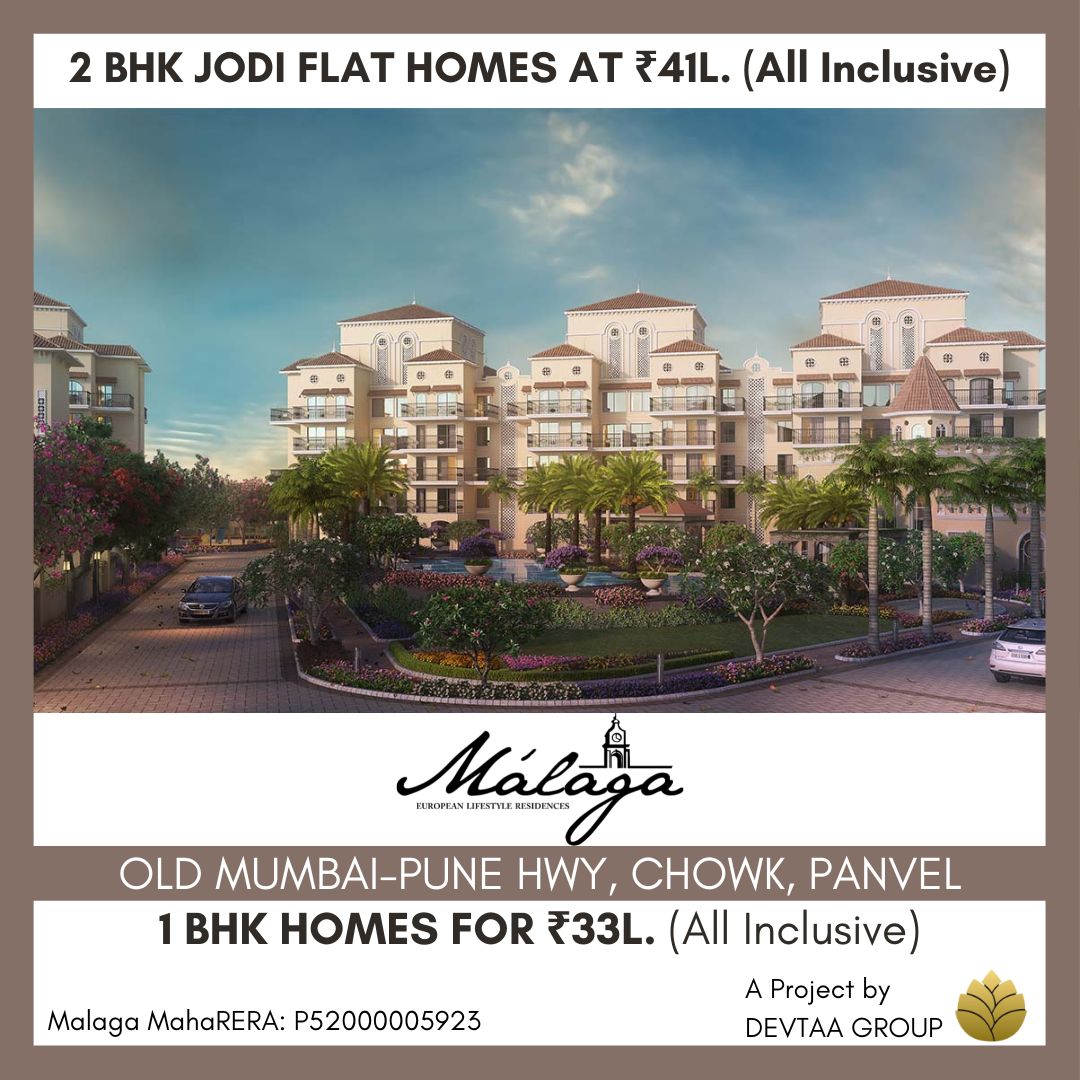 2 BHK JODI FLAT HOMES AT ₹41L. (All Inclusive)
Málaga
EUROPEAN LIFESTYLE RESIDENCES
OLD MUMBAI-PUNE HWY, CHOWK, PANVEL
1 BHK HOMES FOR ₹33L. (All Inclusive)
A Project by
DEVTAA GROUP
Malaga MahaRERA: P52000005923